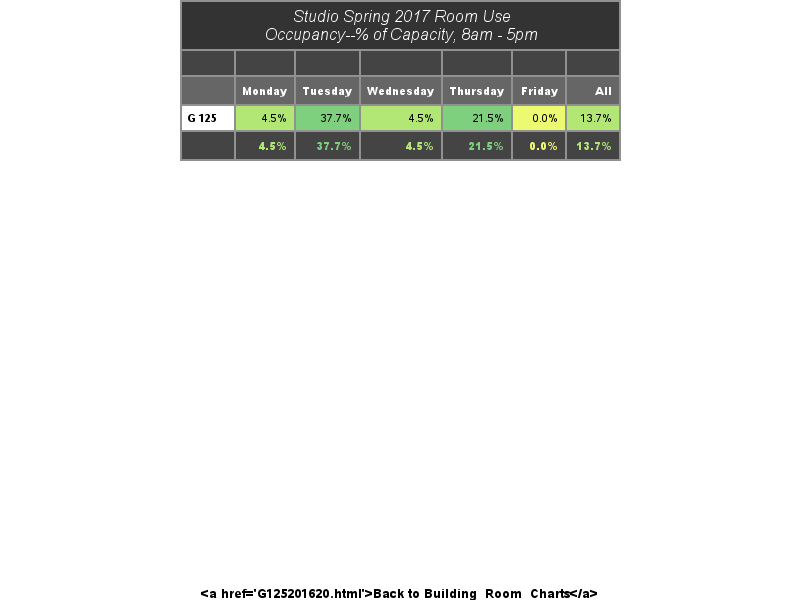 Studio Spring 2017 Room Use
Occupancy--% of Capacity, 8am - 5pm
Monday Tuesday Wednesday Thursday Friday All
G 125 4.5% 37.7% 4.5% 21.5% 0.0% 13.7%
4.5% 37.7% 4.5% 21.5% 0.0% 13.7%
<a href='G125201620.html'>Back to Building Room Charts</a>